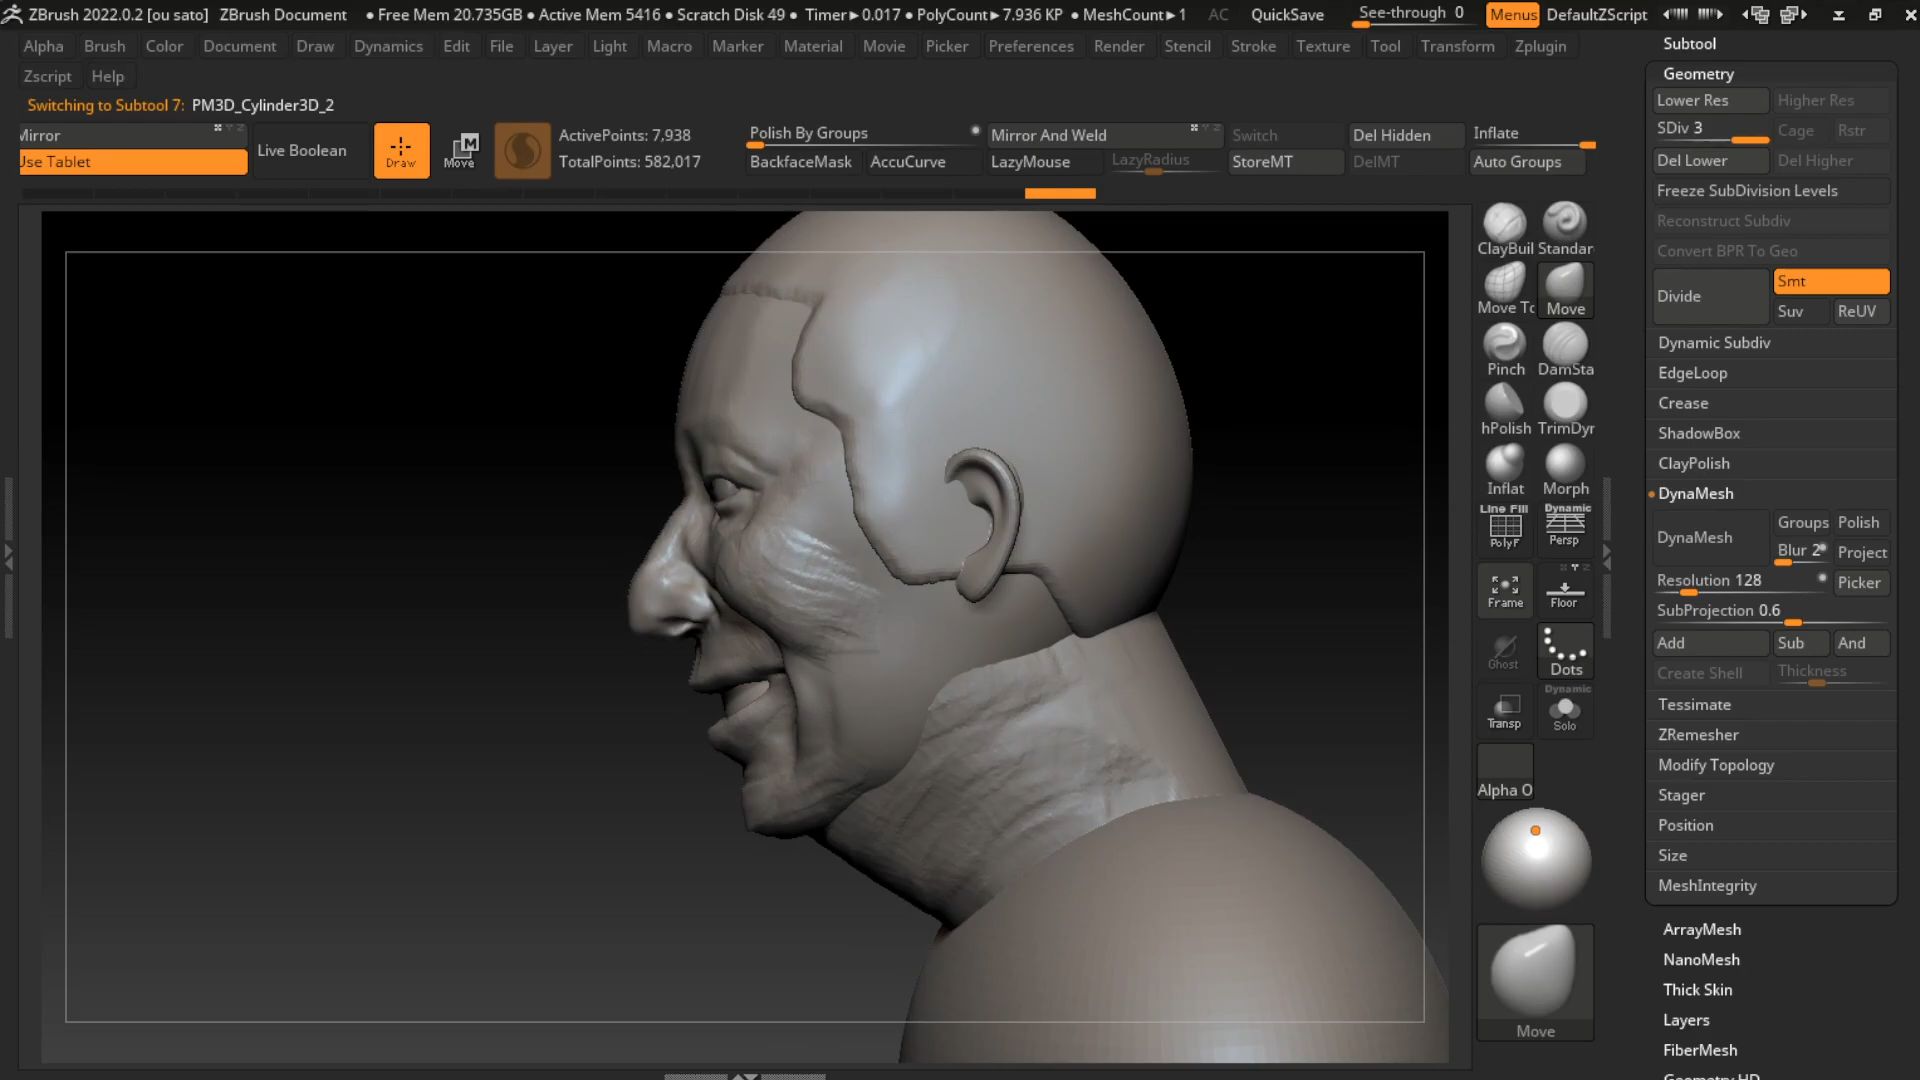 ZBrush 2022.0.2 [ou sato] ZBrush Document • Free Mem 20.735GB • Active Mem 5416 • Scratch Disk 49 • Timer►0.017 • PolyCount►7.936 KP • MeshCount►1 AC QuickSave See-through 0 Menus DefaultZScript
Alpha Brush Color Document Draw Dynamics Edit File Layer Light Macro Marker Material Movie Picker Preferences Render Stencil Stroke Texture Tool Transform Zplugin
Zscript Help
Switching to Subtool 7: PM3D_Cylinder3D_2
Mirror
Use Tablet
Live Boolean
Draw
Move
ActivePoints: 7,938
TotalPoints: 582,017
Polish By Groups
BackfaceMask AccuCurve
Mirror And Weld
LazyMouse LazyRadius
Switch
StoreMT
Del Hidden
DelMT
Inflate
Auto Groups
ClayBuil Standar
Move To Move
Pinch DamSta
hPolish TrimDyr
Inflat Morph
Line Fill Dynamic
PolyF Persp
Frame Floor
Ghost Dots
Dynamic
Transp Solo
Alpha O
Move
Subtool
Geometry
Lower Res Higher Res
SDiv 3 Cage Rstr
Del Lower Del Higher
Freeze SubDivision Levels
Reconstruct Subdiv
Convert BPR To Geo
Divide Smt
Suv ReUV
Dynamic Subdiv
EdgeLoop
Crease
ShadowBox
ClayPolish
DynaMesh
DynaMesh Groups Polish
Blur 2 Project
Resolution 128 Picker
SubProjection 0.6
Add Sub And
Create Shell Thickness
Tessimate
ZRemesher
Modify Topology
Stager
Position
Size
MeshIntegrity
ArrayMesh
NanoMesh
Thick Skin
Layers
FiberMesh
Geometry HD